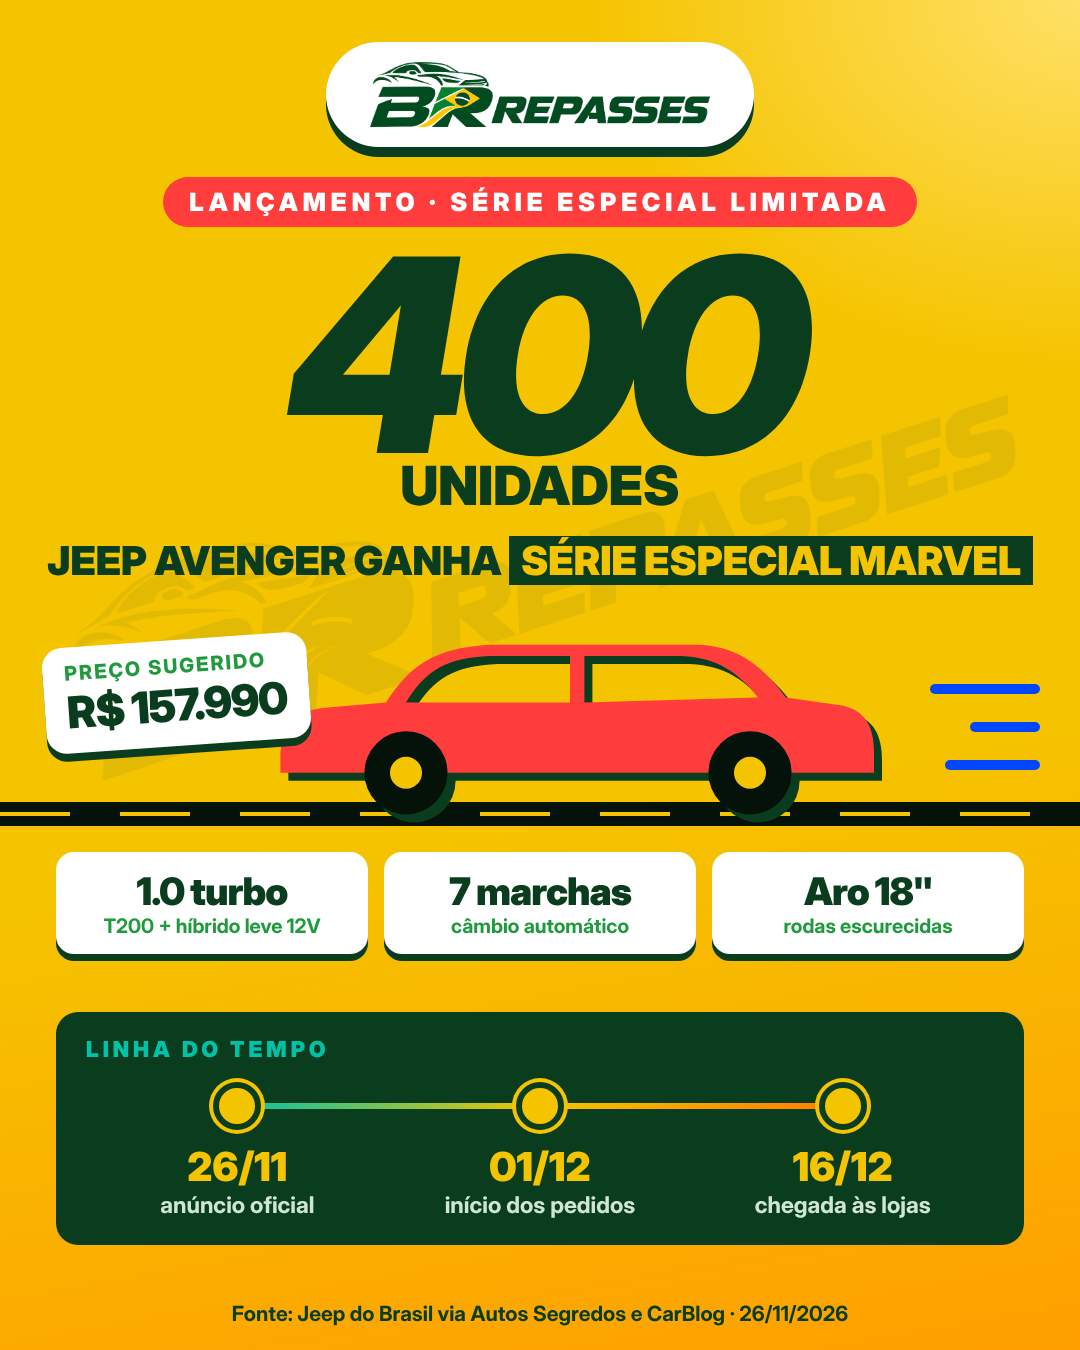 BR REPASSES
LANÇAMENTO · SÉRIE ESPECIAL LIMITADA
400
UNIDADES
JEEP AVENGER GANHA SÉRIE ESPECIAL MARVEL
BR REPASSES
PREÇO SUGERIDO
R$ 157.990
1.0 turbo
T200 + híbrido leve 12V
7 marchas
câmbio automático
Aro 18"
rodas escurecidas
LINHA DO TEMPO
26/11
anúncio oficial
01/12
início dos pedidos
16/12
chegada às lojas
Fonte: Jeep do Brasil via Autos Segredos e CarBlog · 26/11/2026